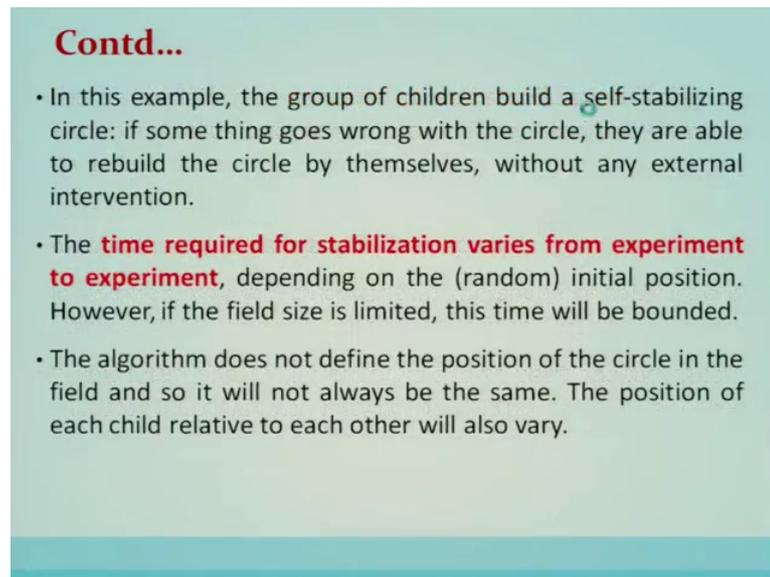 Contd...
• In this example, the group of children build a self-stabilizing
circle: if some thing goes wrong with the circle, they are able
to rebuild the circle by themselves, without any external
intervention.
• The time required for stabilization varies from experiment
to experiment, depending on the (random) initial position.
However, if the field size is limited, this time will be bounded.
• The algorithm does not define the position of the circle in the
field and so it will not always be the same. The position of
each child relative to each other will also vary.